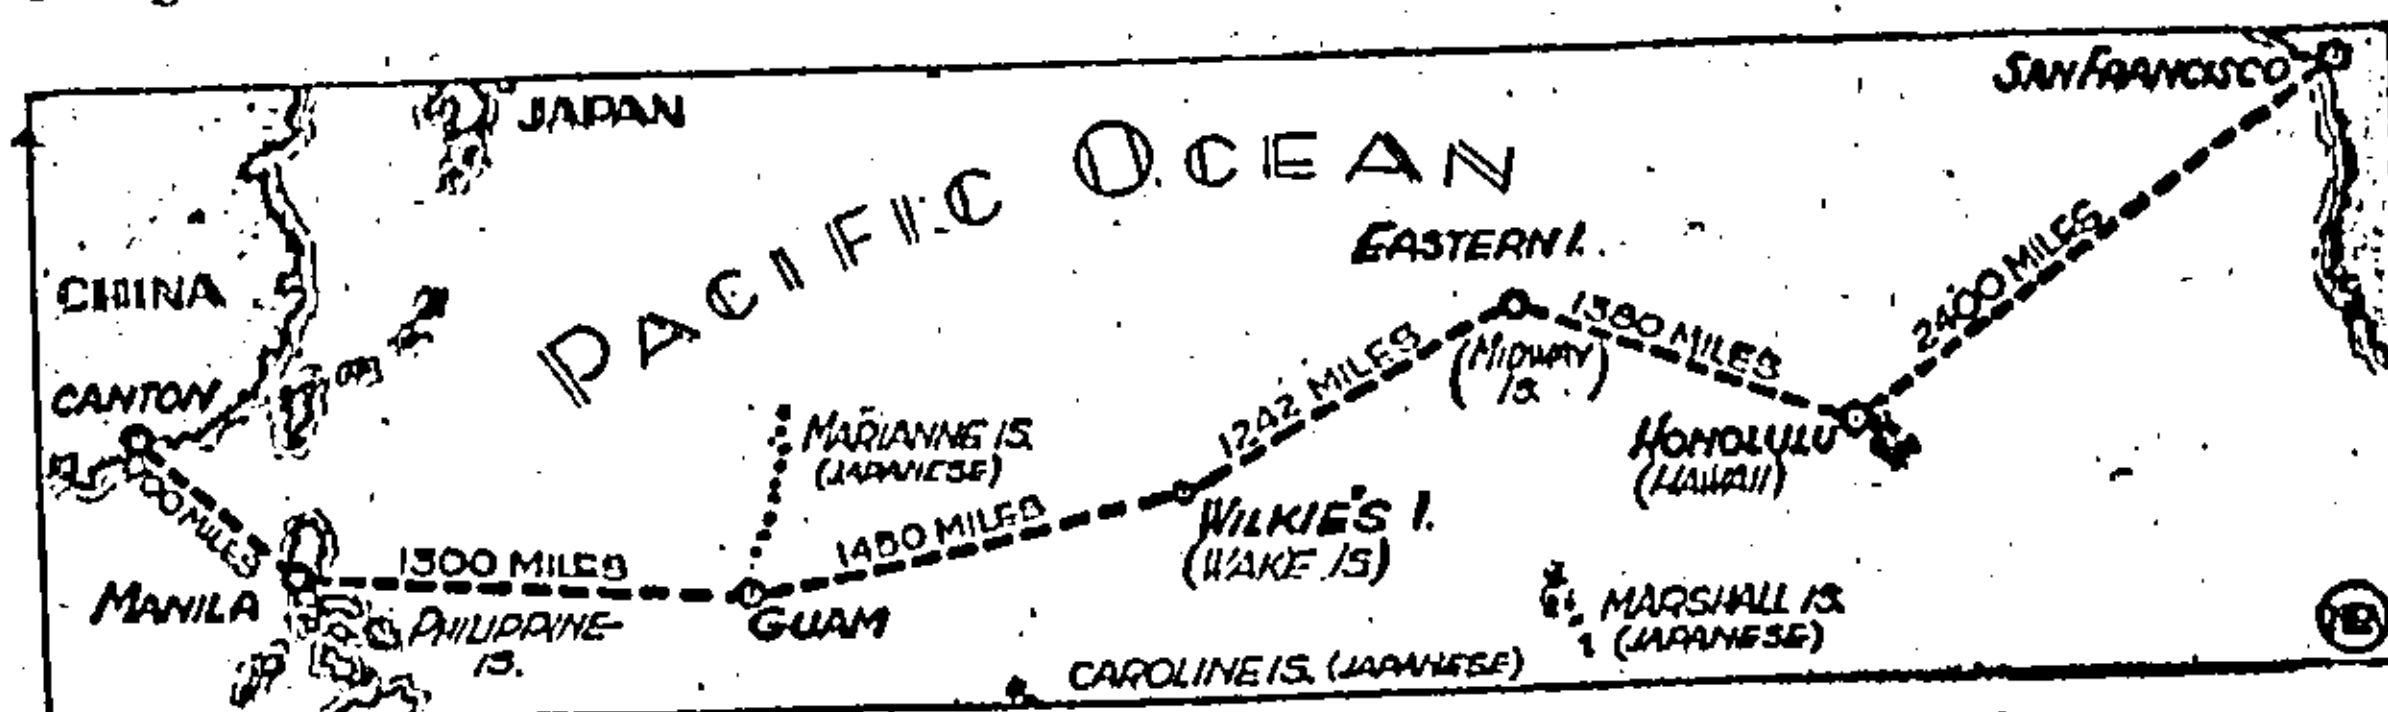 SAN FRANCISCO
JAPAN
PACIFIC OCEAN
EASTERN I.
CHINA
2400 MILES
1380 MILES
(MIDWAY
IS.)
1242 MILES
CANTON
MARIANNE IS.
(JAPANESE)
HONOLULU
(HAWAII)
WILKIE'S I.
(WAKE IS)
MILES
1300 MILES
MILES
MANILA
GUAM
PHILIPPINE
IS.
MARSHALL IS.
(JAPANESE)
CAROLINE IS. (JAPANESE)